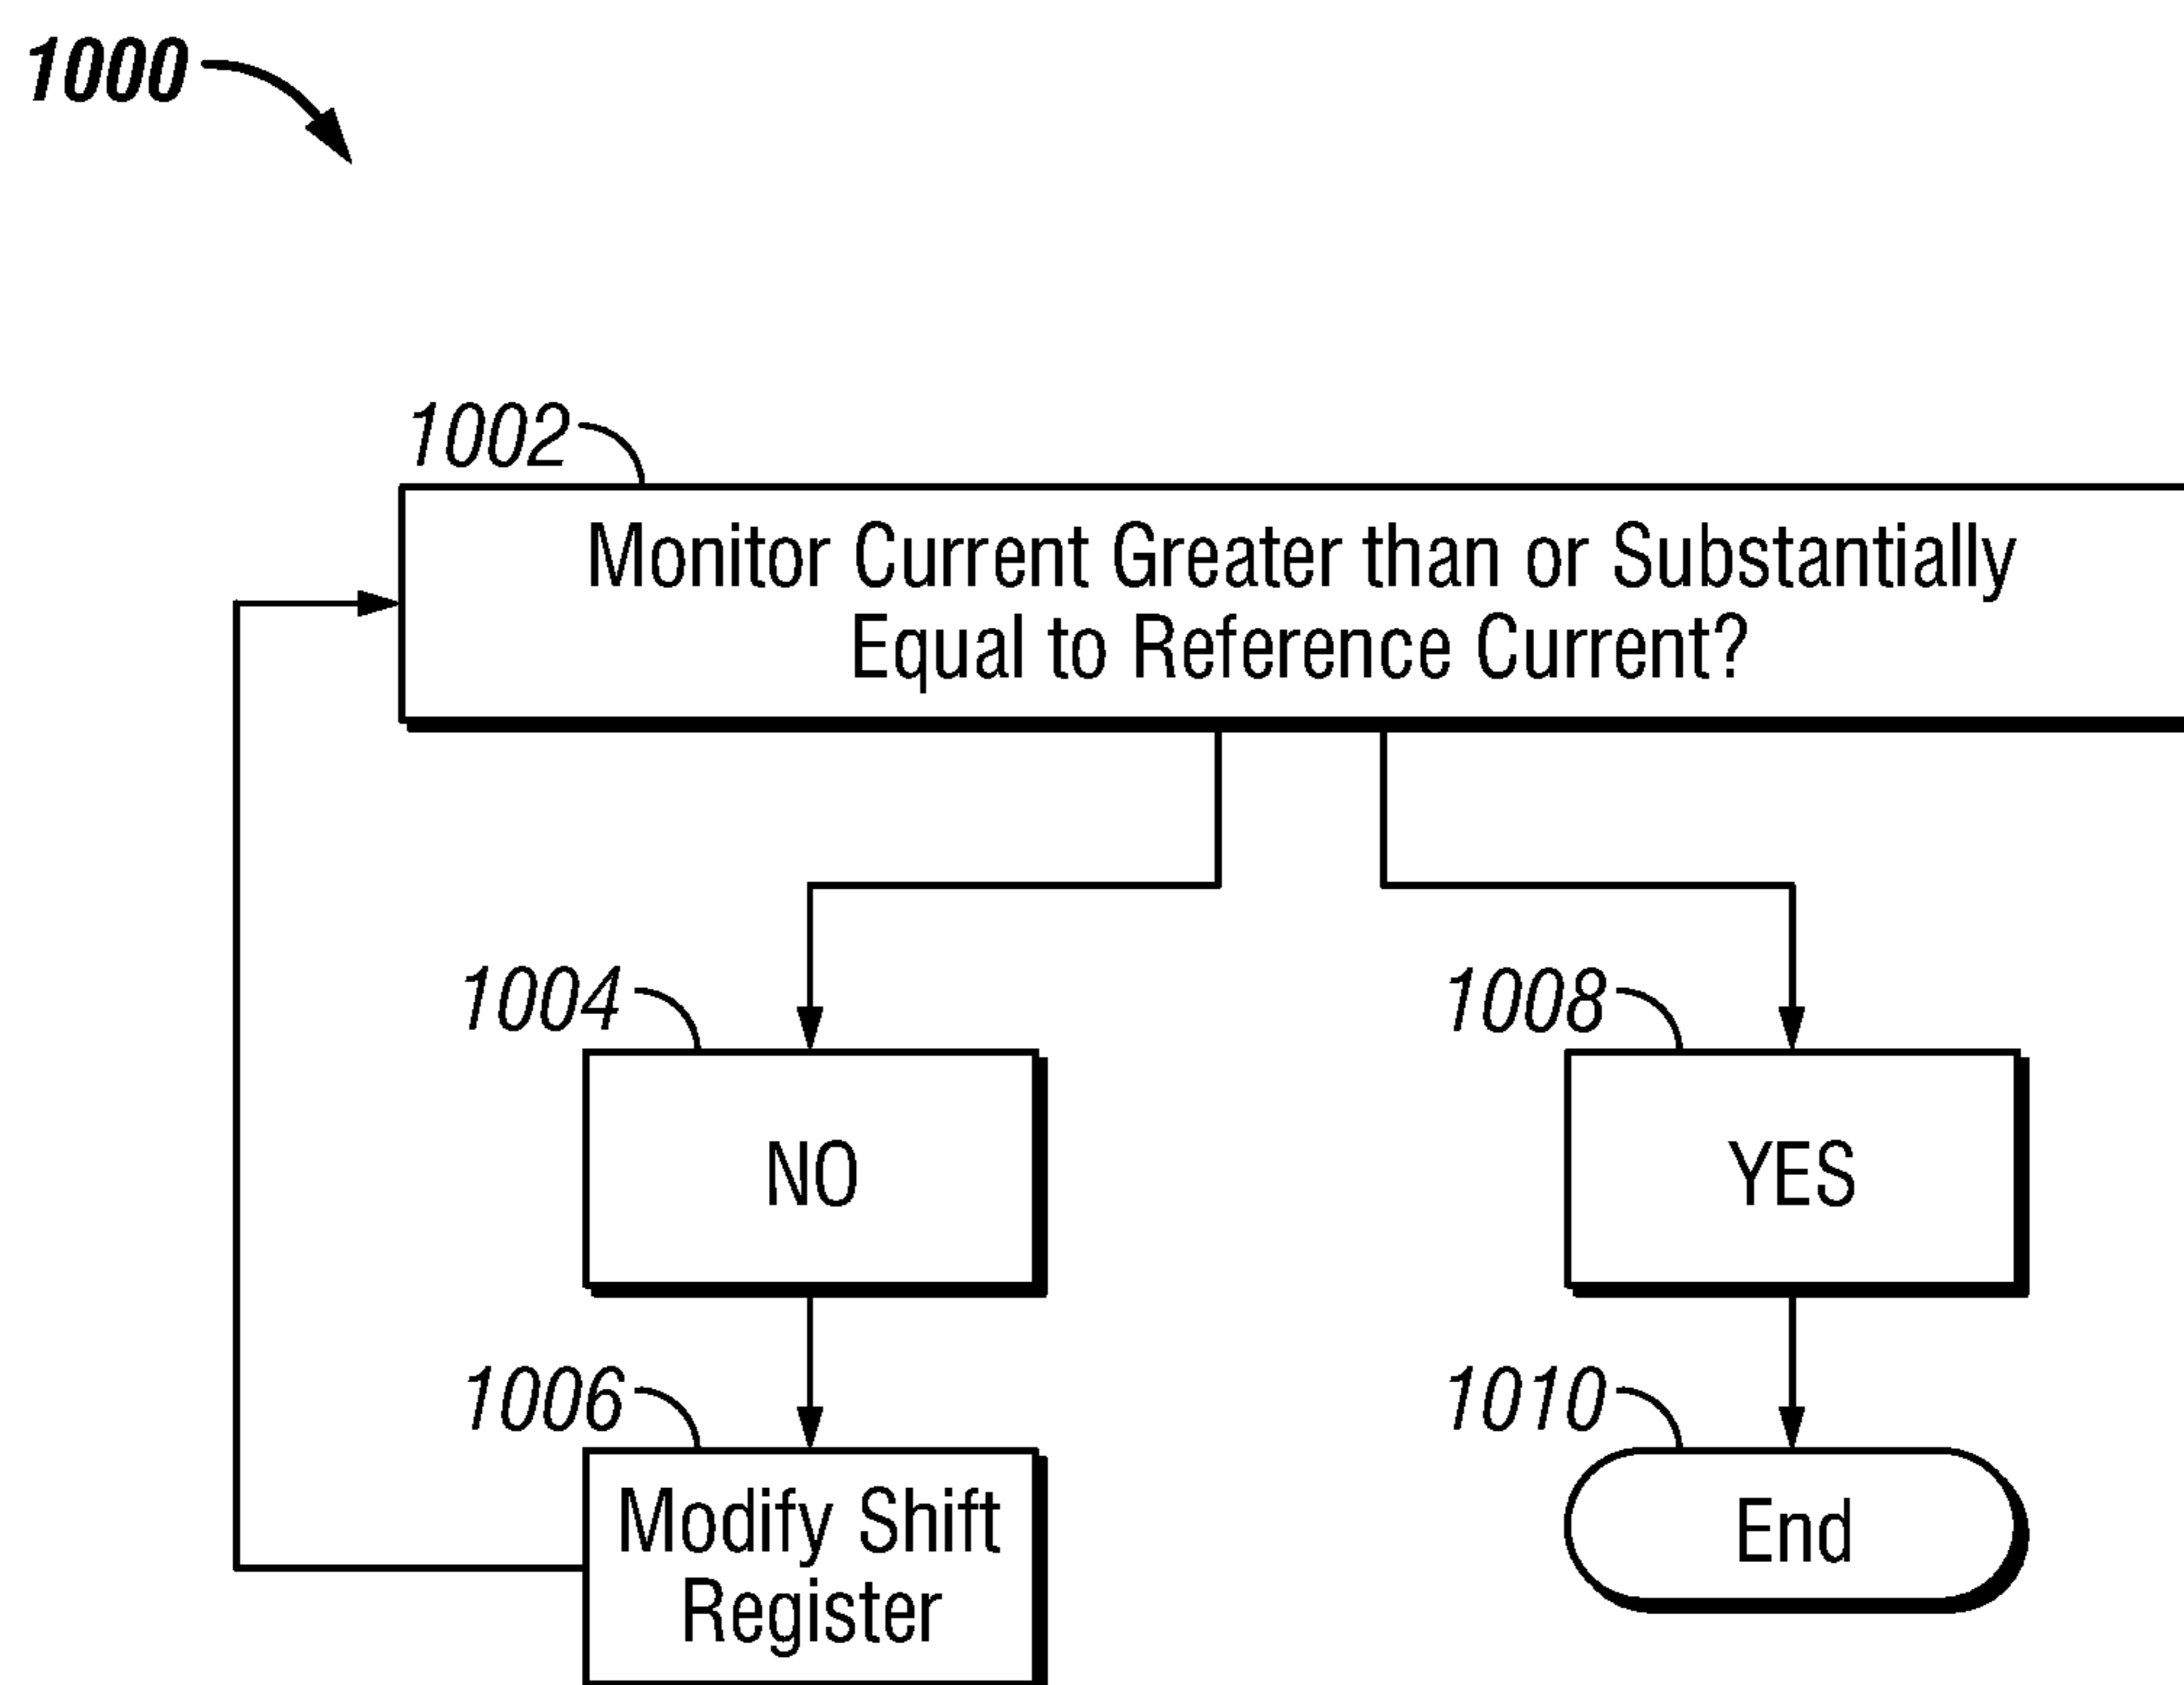 1000
1002
Monitor Current Greater than or Substantially
Equal to Reference Current?
1004
NO
1008
YES
1006
Modify Shift
Register
1010
End